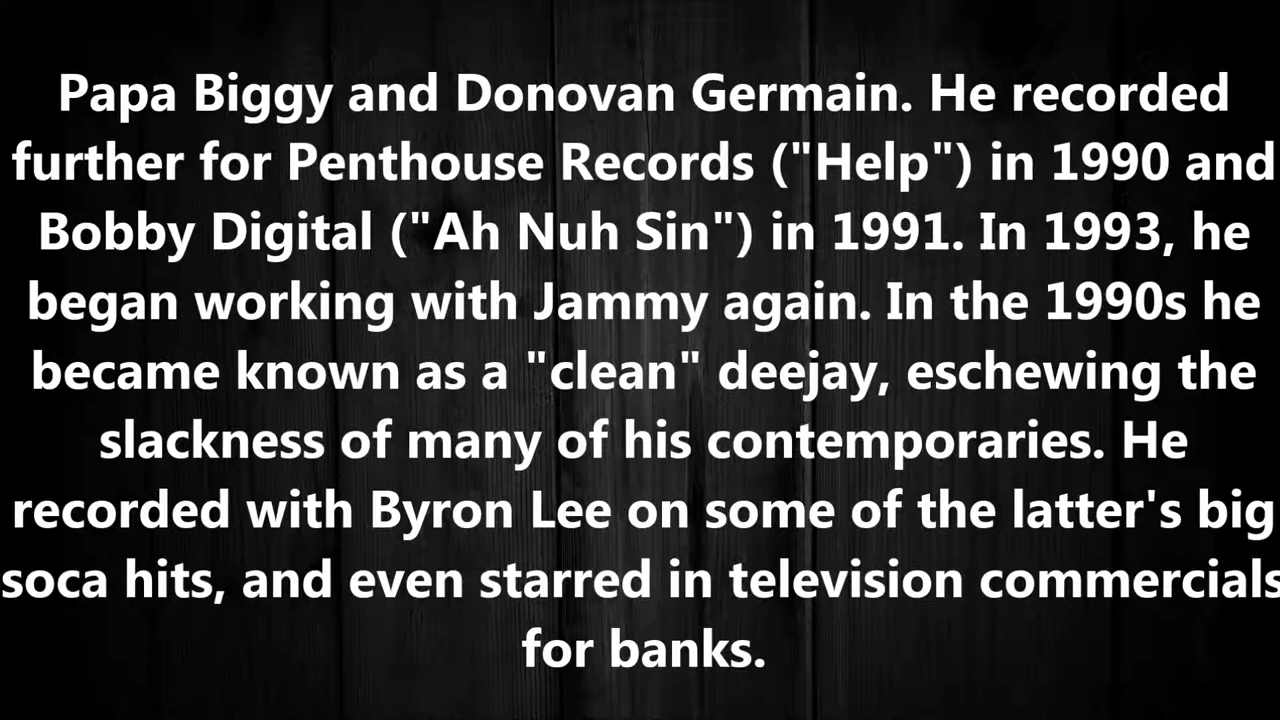 Papa Biggy and Donovan Germain. He recorded
further for Penthouse Records ("Help") in 1990 and
Bobby Digital ("Ah Nuh Sin") in 1991. In 1993, he
began working with Jammy again. In the 1990s he
became known as a "clean" deejay, eschewing the
slackness of many of his contemporaries. He
recorded with Byron Lee on some of the latter's big
soca hits, and even starred in television commercials
for banks.